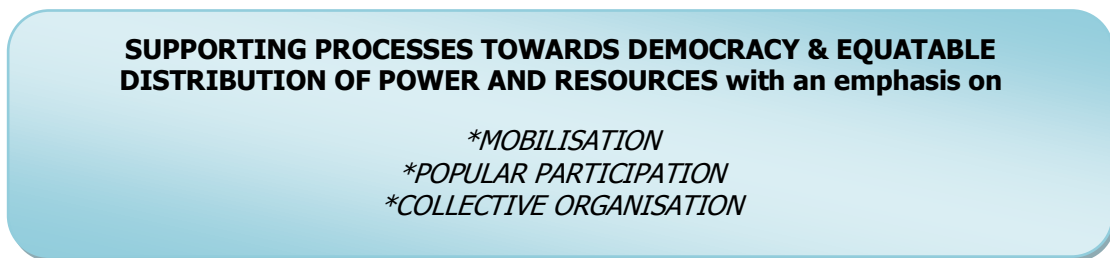 SUPPORTING PROCESSES TOWARDS DEMOCRACY & EQUATABLE
DISTRIBUTION OF POWER AND RESOURCES with an emphasis on
*MOBILISATION
*POPULAR PARTICIPATION
*COLLECTIVE ORGANISATION